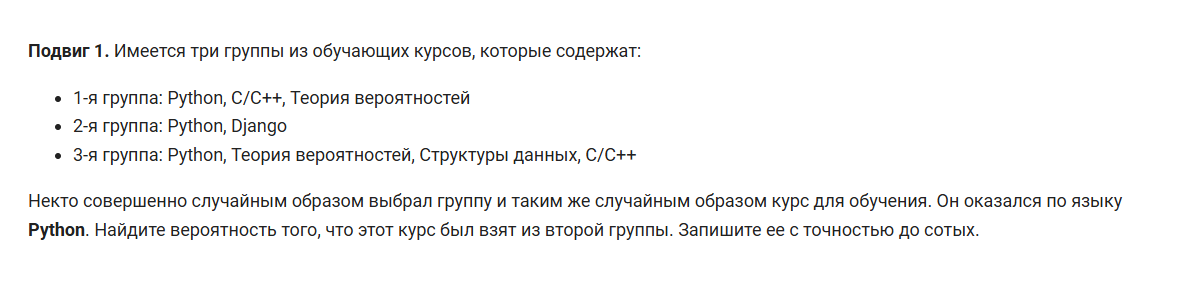 Подвиг 1. Имеется три группы из обучающих курсов, которые содержат:
• 1-я группа: Python, C/C++, Теория вероятностей
• 2-я группа: Python, Django
• 3-я группа: Python, Теория вероятностей, Структуры данных, C/C++
Некто совершенно случайным образом выбрал группу и таким же случайным образом курс для обучения. Он оказался по языку
Python. Найдите вероятность того, что этот курс был взят из второй группы. Запишите ее с точностью до сотых.